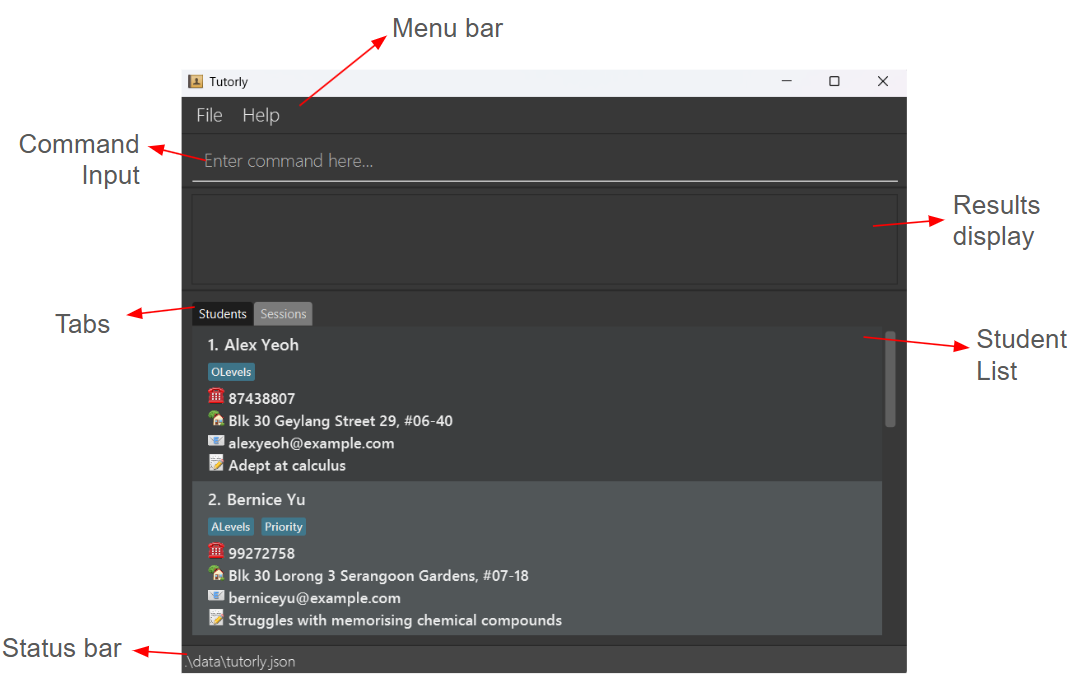 Menu bar
Tutorly
File Help
Command
Input
Enter command here...
Results
display
Tabs
Students Sessions
Student
List
1. Alex Yeoh
OLevels
87438807
Blk 30 Geylang Street 29, #06-40
alexyeoh@example.com
Adept at calculus
2. Bernice Yu
ALevels Priority
99272758
Blk 30 Lorong 3 Serangoon Gardens, #07-18
berniceyu@example.com
Struggles with memorising chemical compounds
Status bar
.\data\tutorly.json